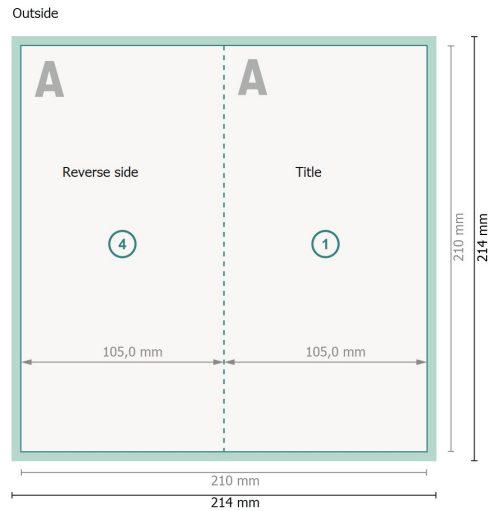 Outside
A A
Reverse side Title
4 1
105,0 mm 105,0 mm
210 mm
214 mm
210 mm
214 mm